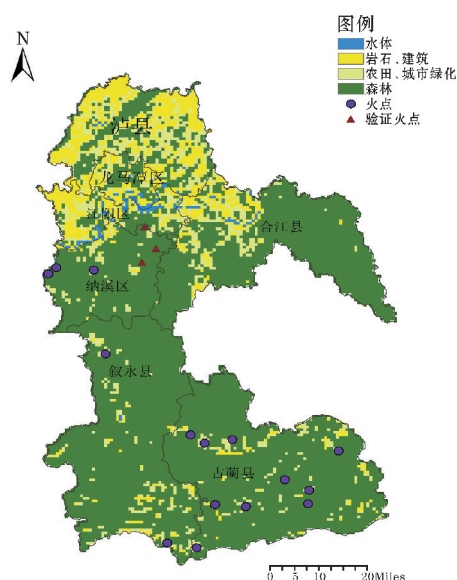 N
图例
水体
岩石、建筑
农田、城市绿化
森林
火点
验证火点
泸县
龙马潭区
江阳区
合江县
纳溪区
叙永县
古蔺县
0 5 10 20Miles